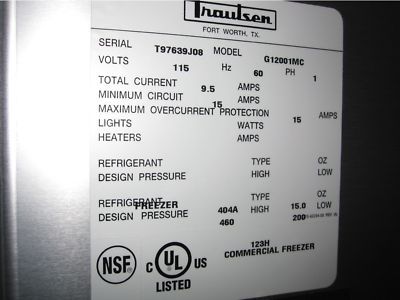 Traulsen
FORT WORTH, TX.
SERIAL T97639J08 MODEL G12001MC
VOLTS 115 Hz 60 PH 1
TOTAL CURRENT 9.5 AMPS
MINIMUM CIRCUIT 15 AMPS
MAXIMUM OVERCURRENT PROTECTION 15 AMPS
LIGHTS WATTS
HEATERS AMPS
REFRIGERANT TYPE OZ
DESIGN PRESSURE HIGH LOW
REFRIGERANT FREEZER 404A TYPE 15.0 OZ
DESIGN PRESSURE 460 HIGH 200 LOW
123H
COMMERCIAL FREEZER
NSF
C UL US
LISTED